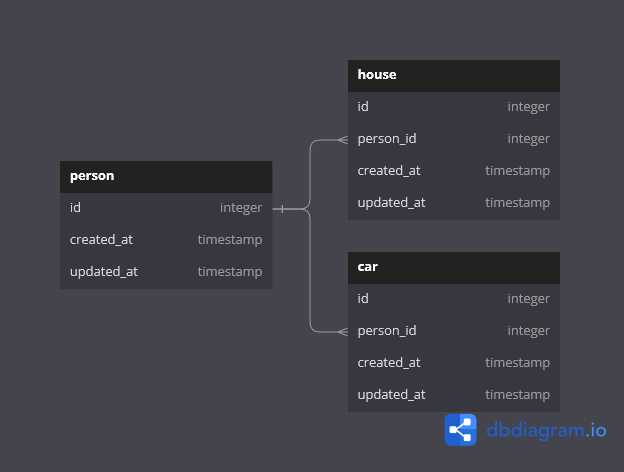 person
id integer
created_at timestamp
updated_at timestamp
house
id integer
person_id integer
created_at timestamp
updated_at timestamp
car
id integer
person_id integer
created_at timestamp
updated_at timestamp
dbdiagram.io